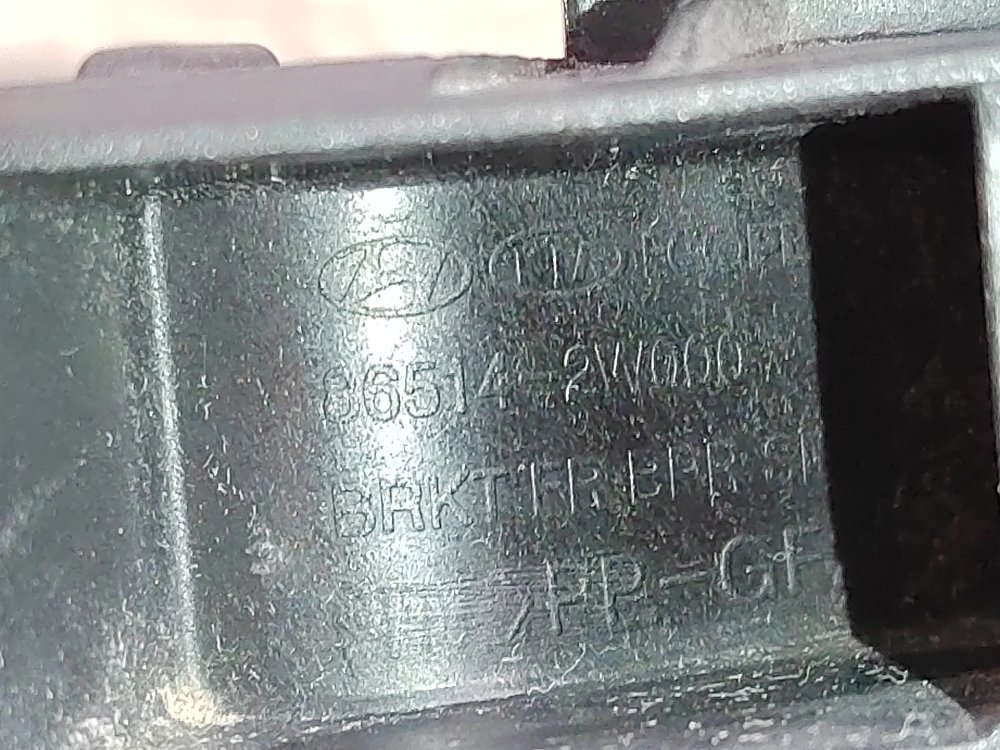 86514-2W000
BRKT FR BPR
>PP-GF